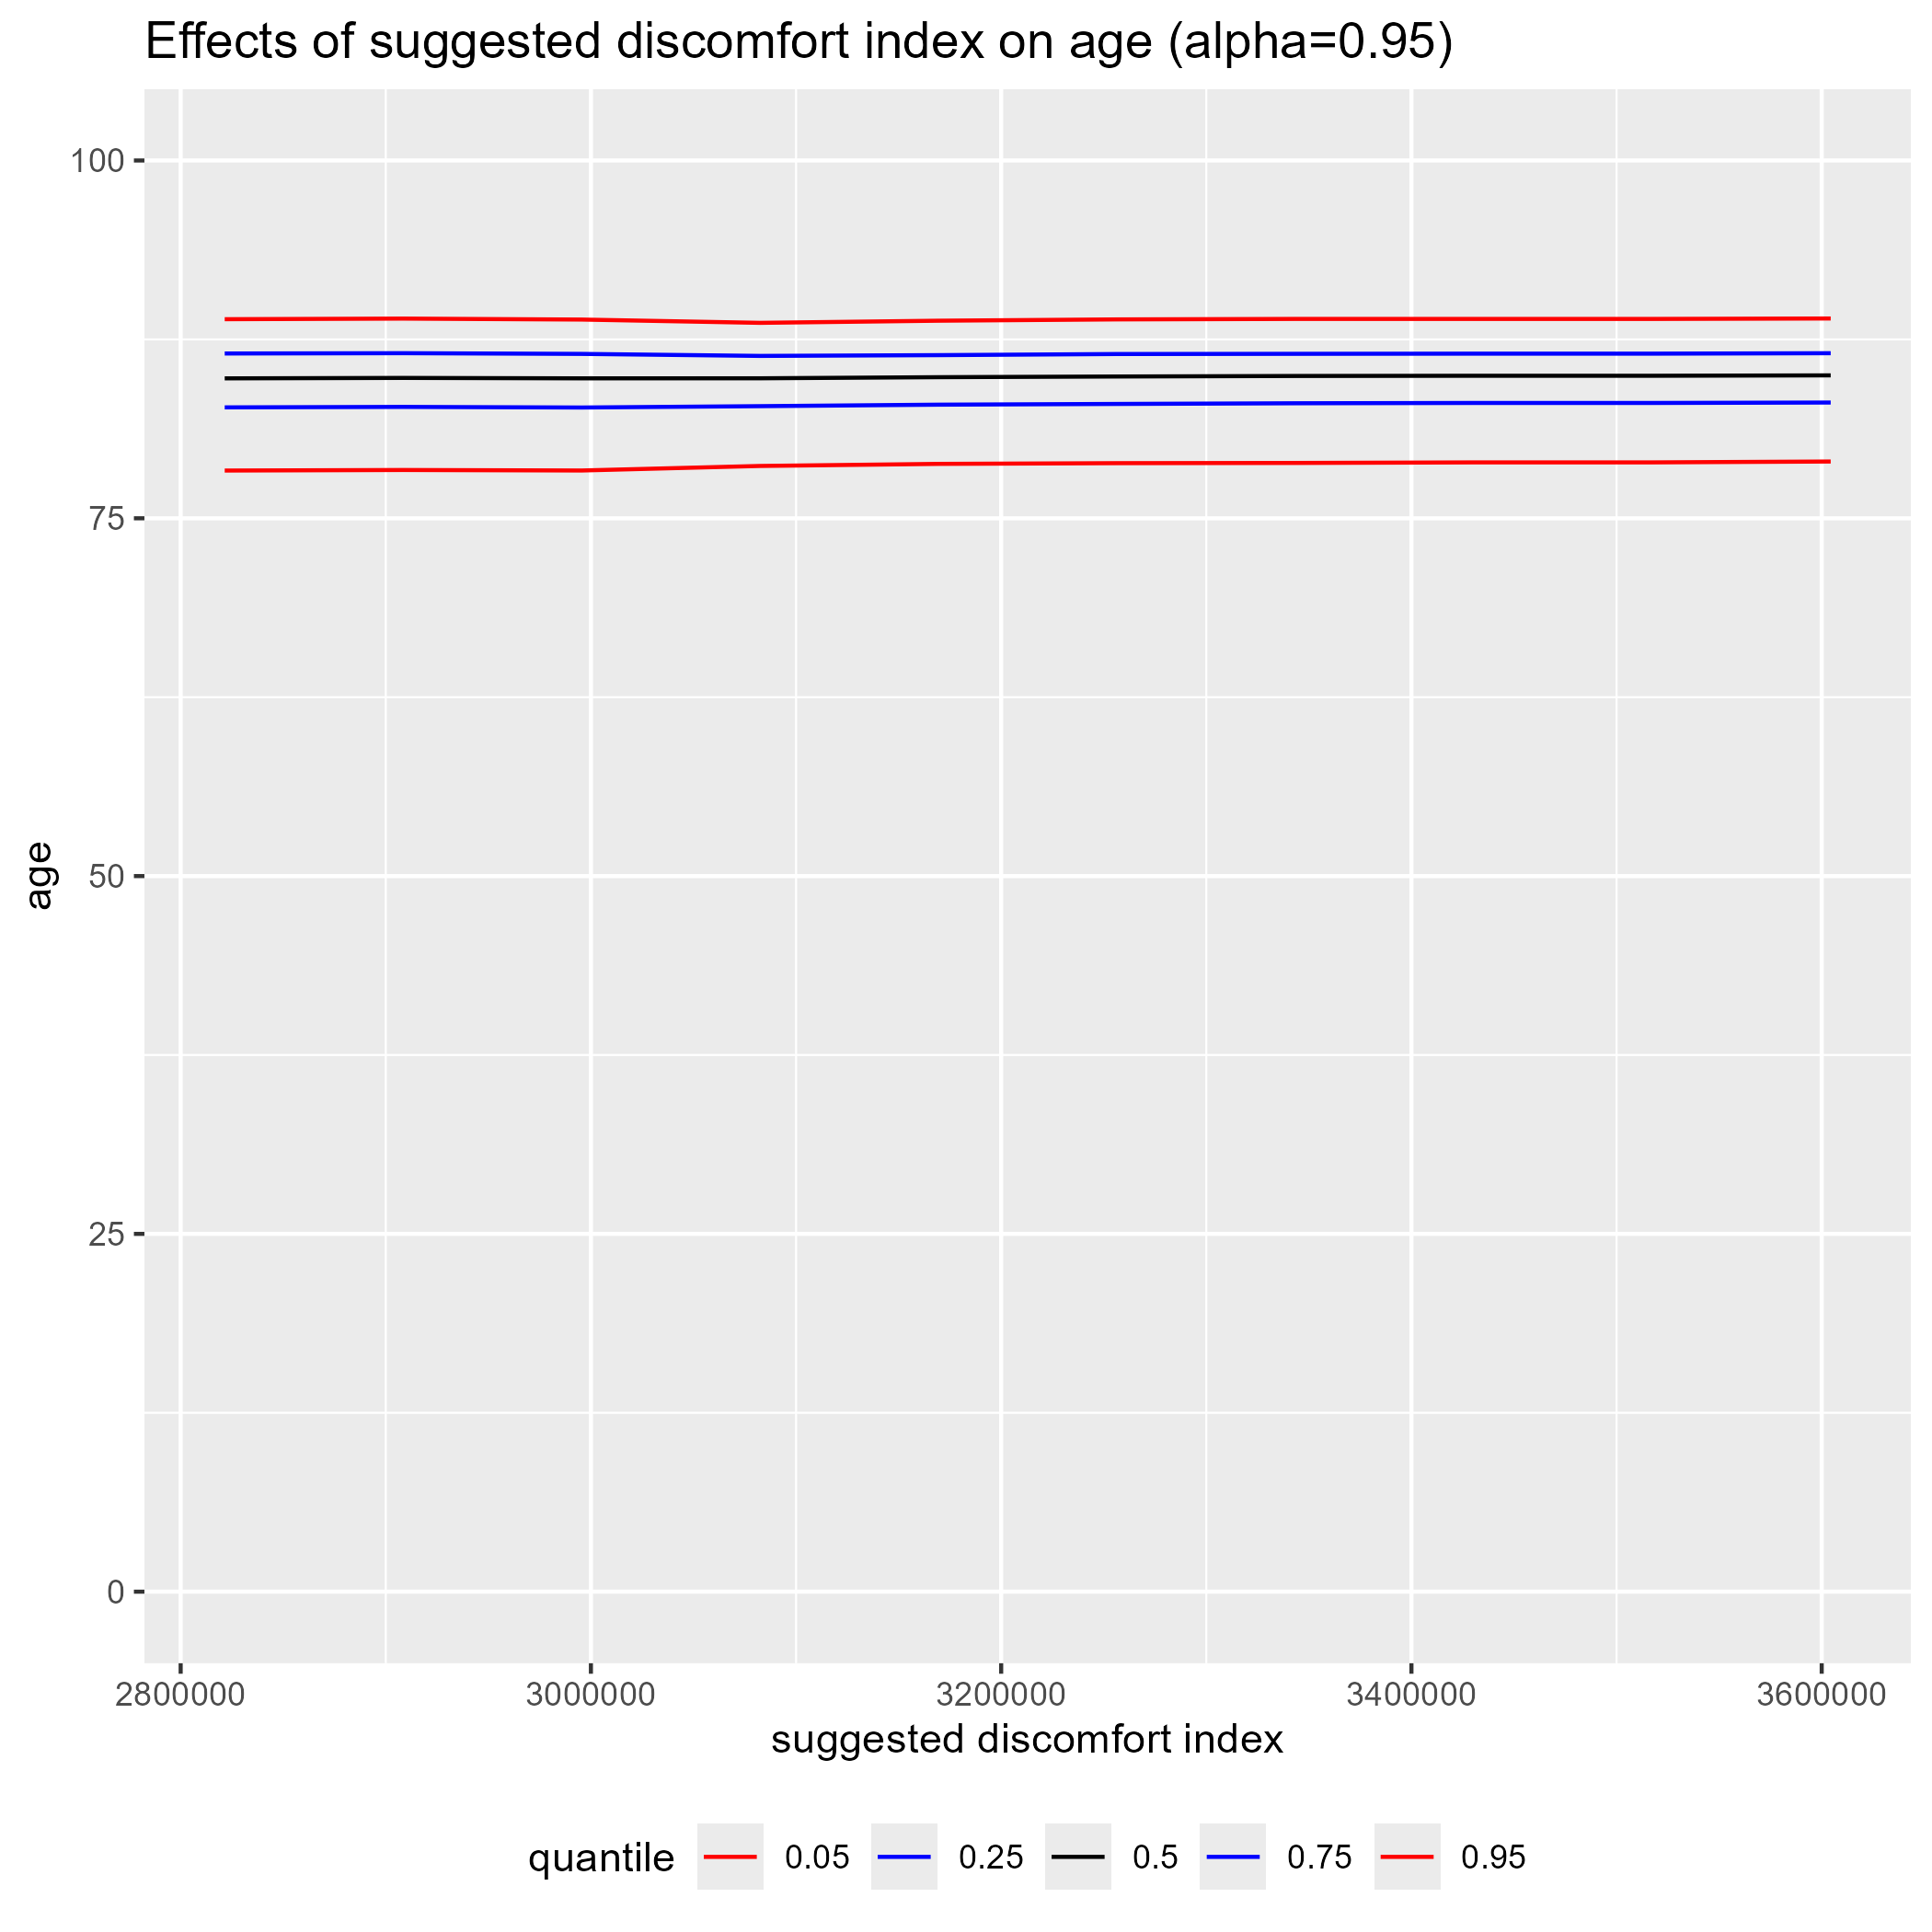 Effects of suggested discomfort index on age (alpha=0.95)
100
75
50
25
0
age
2800000 3000000 3200000 3400000 3600000
suggested discomfort index
quantile 0.05 0.25 0.5 0.75 0.95